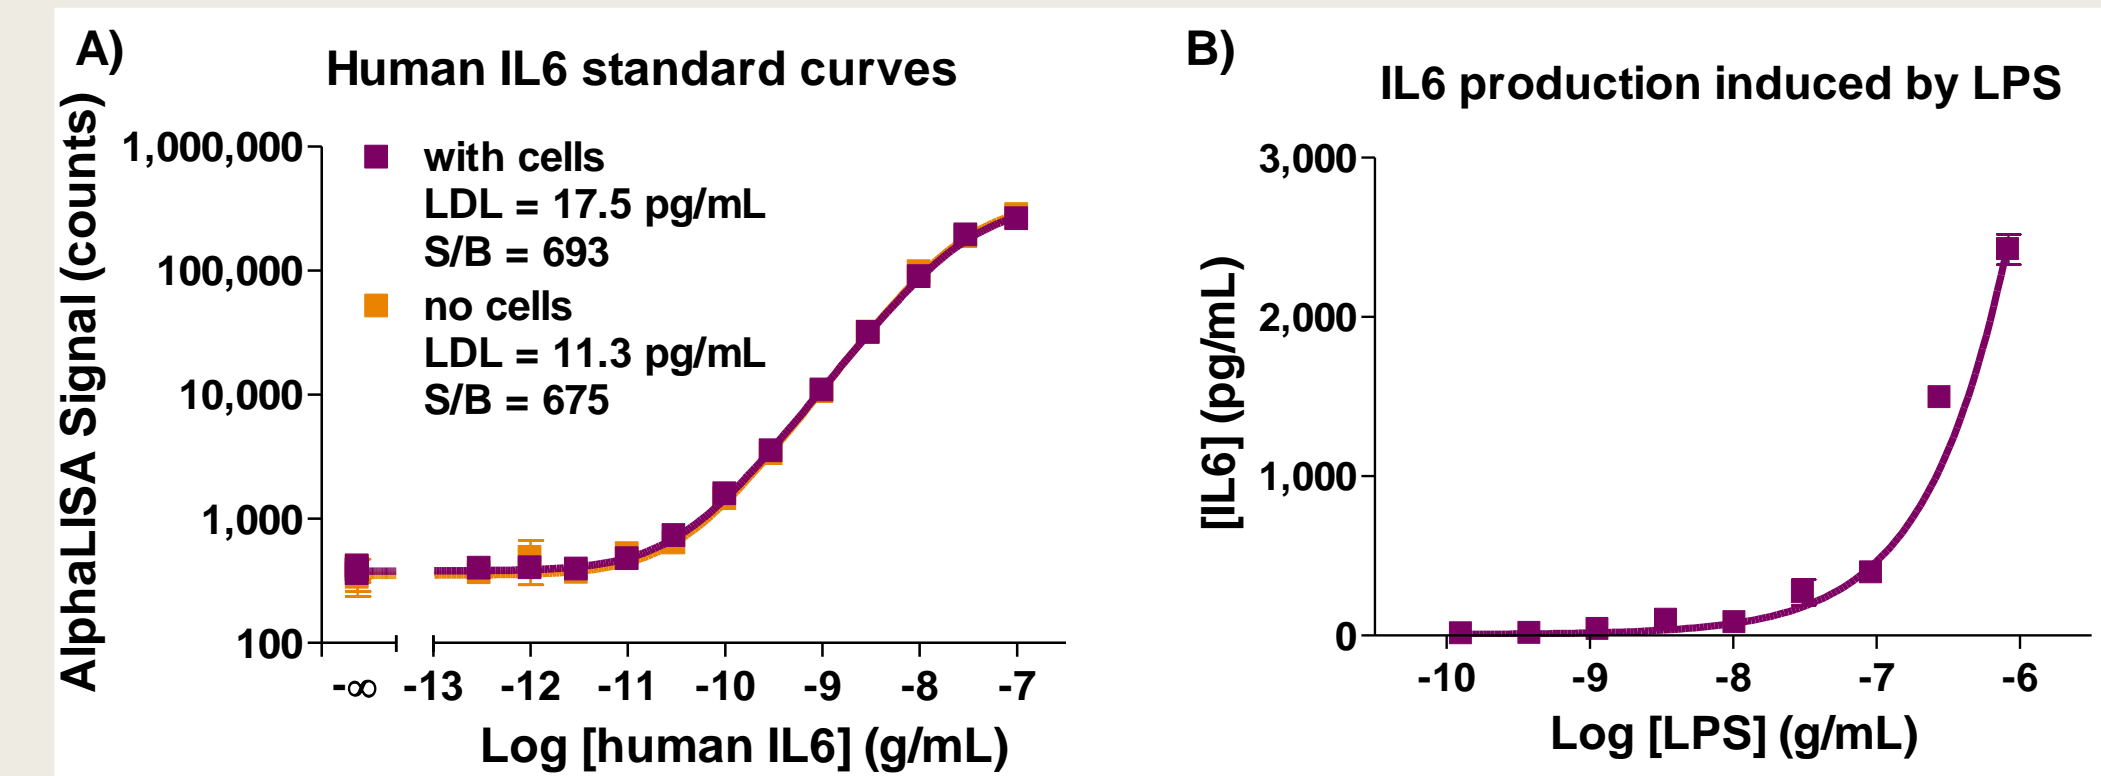 A)
Human IL6 standard curves
AlphaLISA Signal (counts)
1,000,000
100,000
10,000
1,000
100
with cells
LDL = 17.5 pg/mL
S/B = 693
no cells
LDL = 11.3 pg/mL
S/B = 675
-∞ -13 -12 -11 -10 -9 -8 -7
Log [human IL6] (g/mL)
B)
IL6 production induced by LPS
[IL6] (pg/mL)
3,000
2,000
1,000
0
-10 -9 -8 -7 -6
Log [LPS] (g/mL)